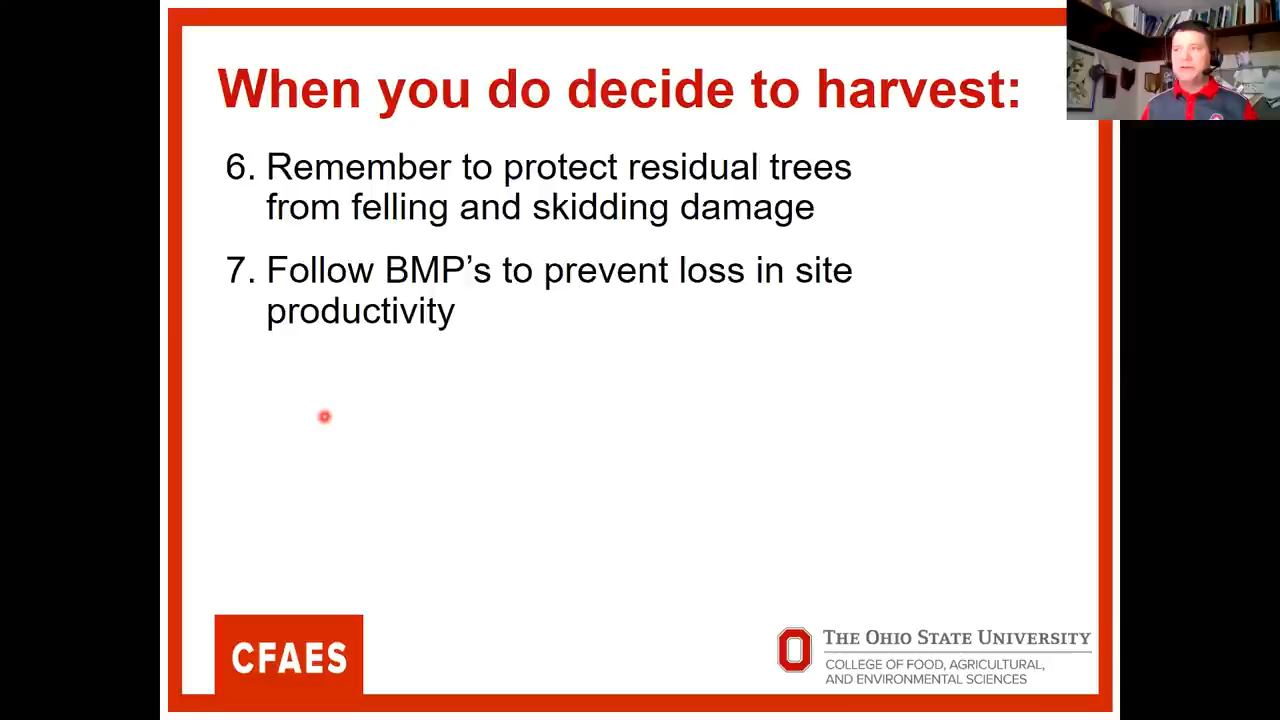 When you do decide to harvest:
6. Remember to protect residual trees
from felling and skidding damage
7. Follow BMP’s to prevent loss in site
productivity
CFAES
THE OHIO STATE UNIVERSITY
COLLEGE OF FOOD, AGRICULTURAL,
AND ENVIRONMENTAL SCIENCES